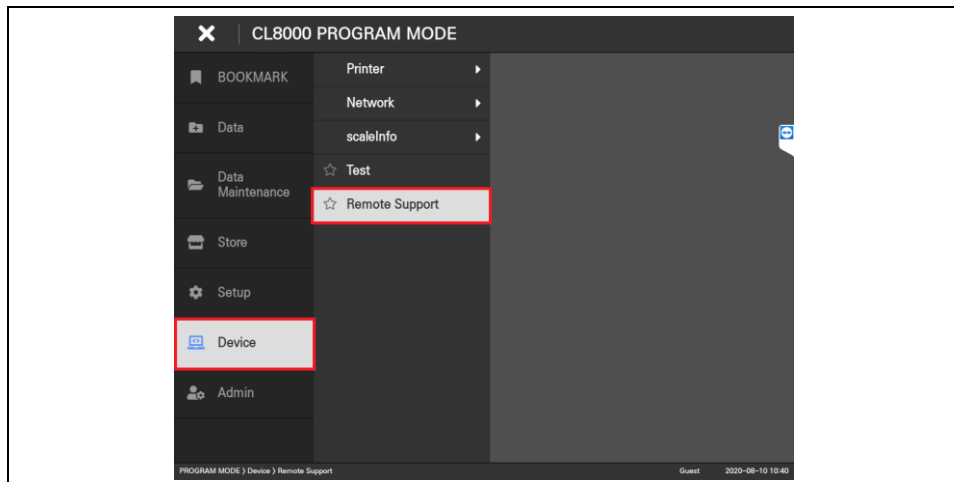 CL8000 PROGRAM MODE
BOOKMARK
Data
Data
Maintenance
Store
Setup
Device
Admin
Printer
Network
scaleInfo
Test
Remote Support
PROGRAM MODE ⟩ Device ⟩ Remote Support
Guest
2020-08-10 10:40